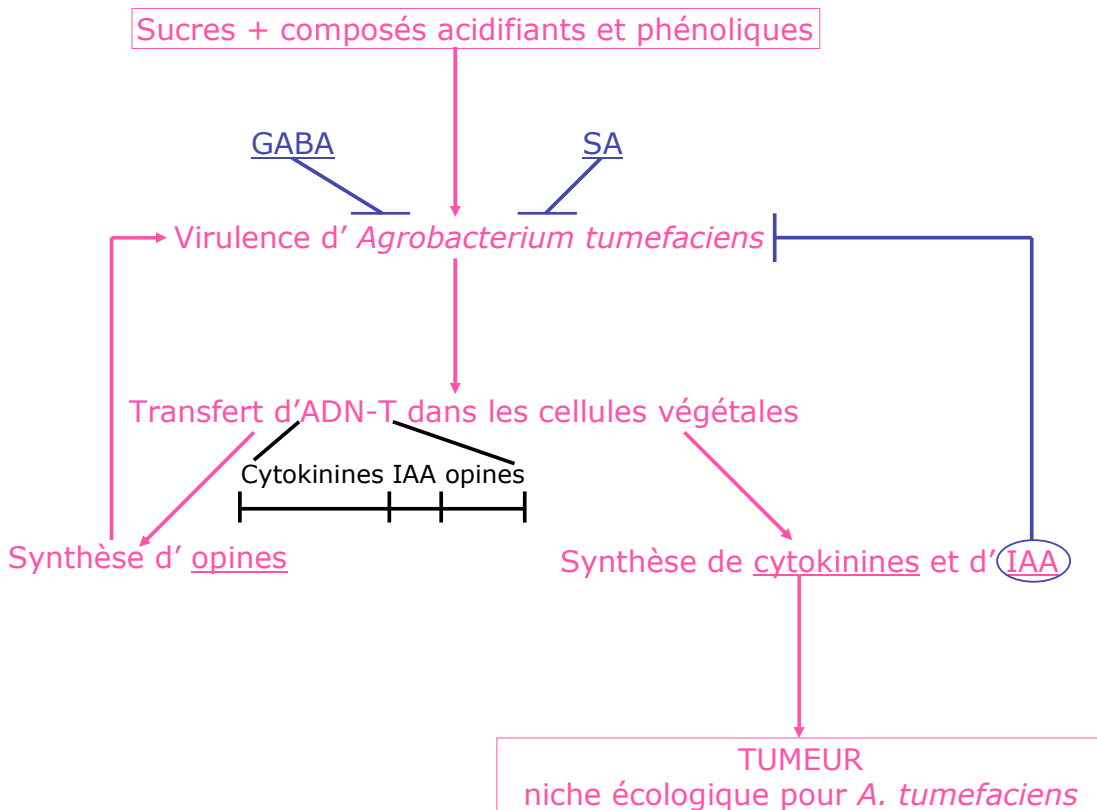 Sucres + composés acidifiants et phénoliques
GABA
SA
Virulence d’ Agrobacterium tumefaciens
Transfert d’ADN-T dans les cellules végétales
Cytokinines IAA opines
Synthèse d’ opines
Synthèse de cytokinines et d’ IAA
TUMEUR
niche écologique pour A. tumefaciens